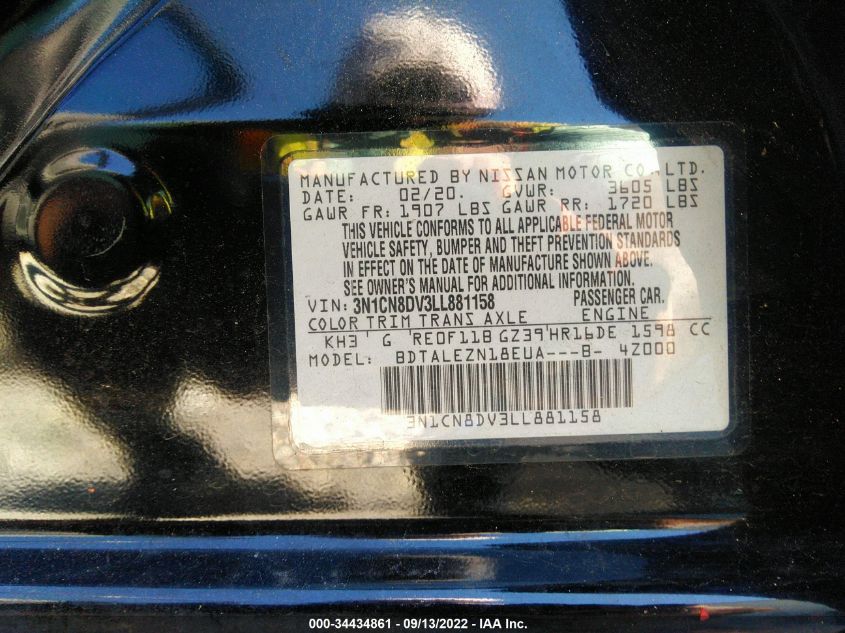 MANUFACTURED BY NISSAN MOTOR CO., LTD.
DATE: 02/20. GVWR: 3605 LBS
GAWR FR: 1907 LBS GAWR RR: 1720 LBS
THIS VEHICLE CONFORMS TO ALL APPLICABLE FEDERAL MOTOR
VEHICLE SAFETY, BUMPER AND THEFT PREVENTION STANDARDS
IN EFFECT ON THE DATE OF MANUFACTURE SHOWN ABOVE.
SEE OWNER'S MANUAL FOR ADDITIONAL INFORMATION.
VIN: 3N1CN8DV3LL881158 PASSENGER CAR.
COLOR TRIM TRANS AXLE ENGINE
KH3 G RE0F11B GZ39 HR16DE 1598 CC
MODEL: BDTALEZN18EUA---B- 4Z000
3N1CN8DV3LL881158
000-34434861 - 09/13/2022 - IAA Inc.